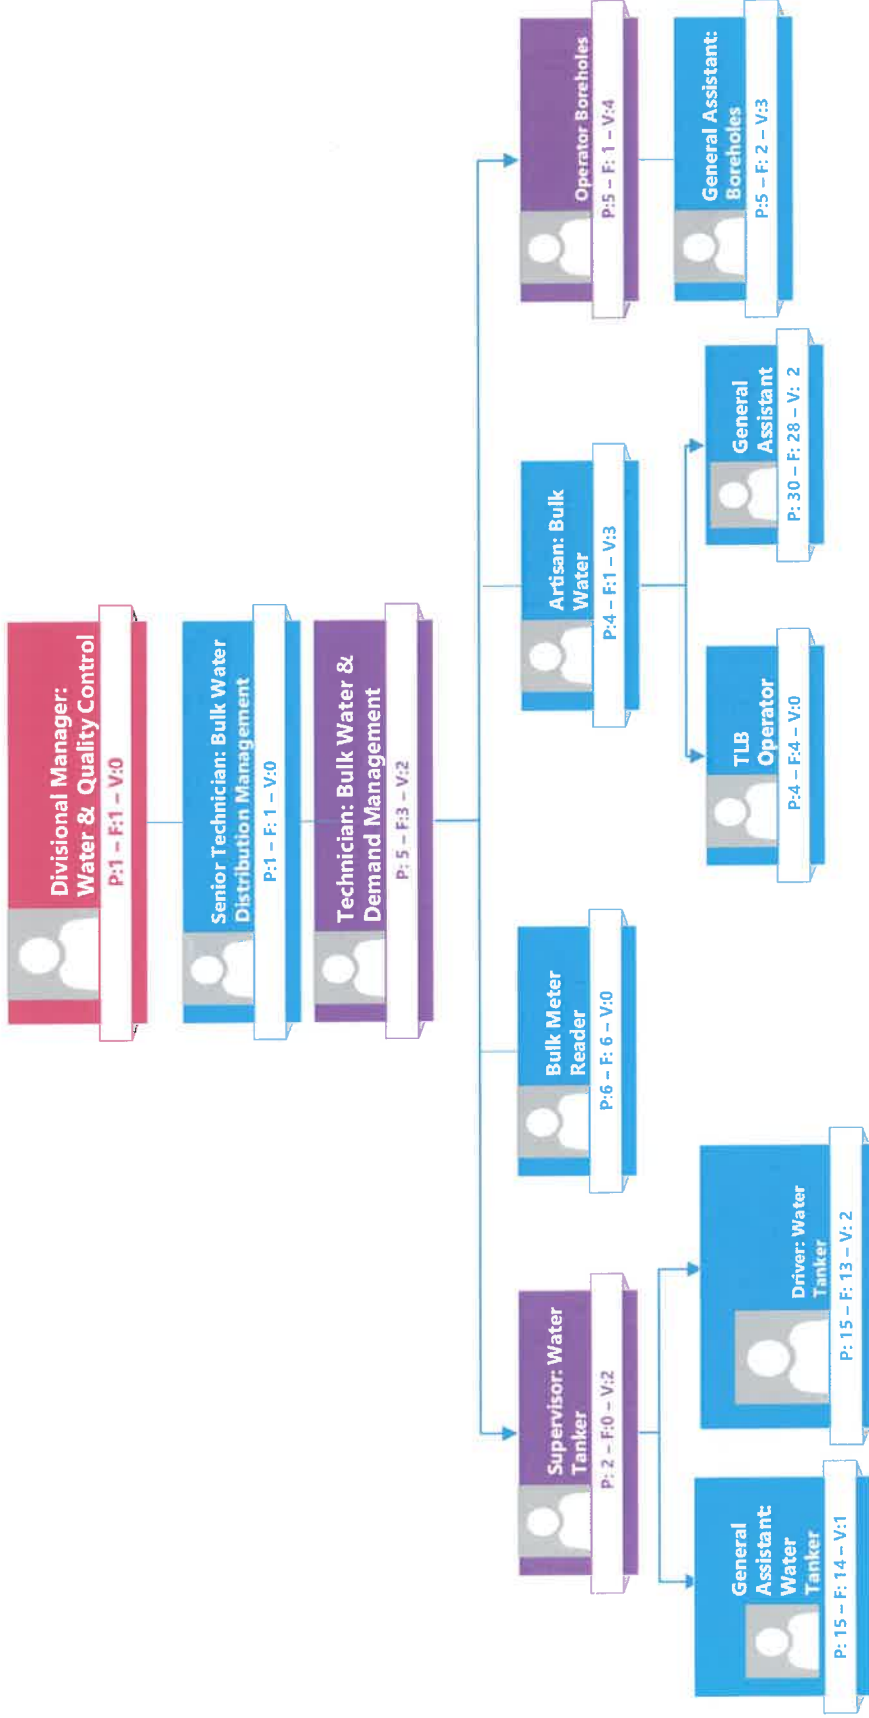 Divisional Manager:
Water & Quality Control
P:1 – F:1 – V:0
Senior Technician: Bulk Water
Distribution Management
P:1 – F: 1 – V:0
Technician: Bulk Water &
Demand Management
P: 5 – F:3 – V:2
Supervisor: Water
Tanker
P: 2 – F:0 – V:2
Bulk Meter
Reader
P:6 – F: 6 – V:0
Artisan: Bulk
Water
P:4 – F:1 – V:3
Operator Boreholes
P:5 – F: 1 – V:4
General
Assistant:
Water
Tanker
P: 15 – F: 14 – V:1
Driver: Water
Tanker
P: 15 – F: 13 – V: 2
TLB
Operator
P:4 – F:4 – V:0
General
Assistant
P: 30 – F: 28 – V: 2
General Assistant:
Boreholes
P:5 – F: 2 – V:3